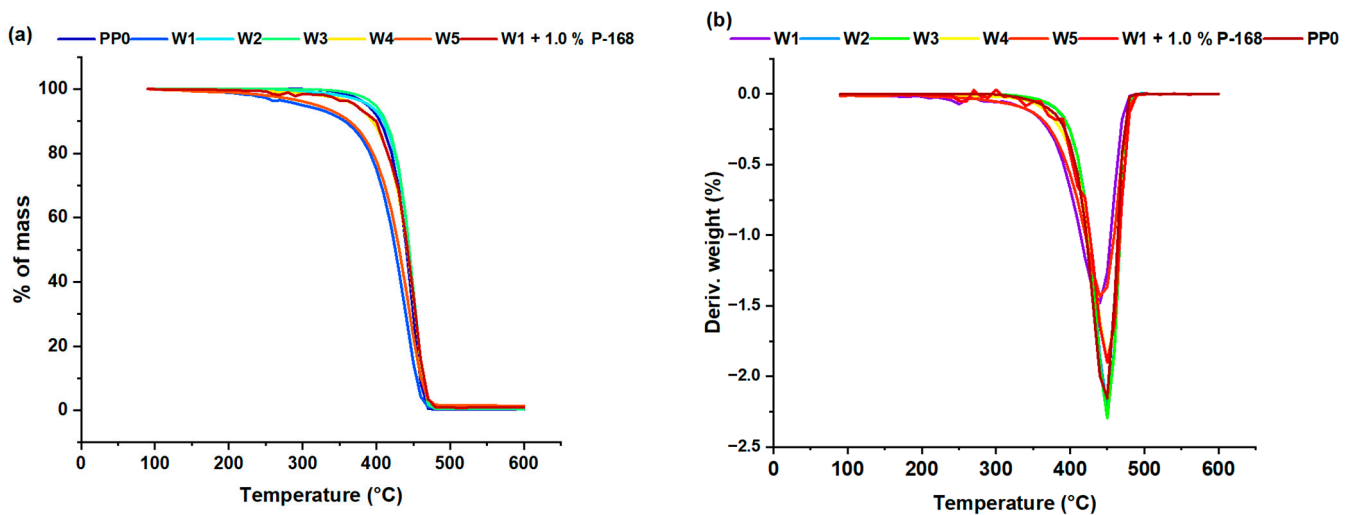 (a)
PP0 W1 W2 W3 W4 W5 W1 + 1.0 % P-168
% of mass
100
80
60
40
20
0
0 100 200 300 400 500 600
Temperature (°C)
(b)
W1 W2 W3 W4 W5 W1 + 1.0 % P-168 PP0
Deriv. weight (%)
0.0
−0.5
−1.0
−1.5
−2.0
−2.5
0 100 200 300 400 500 600
Temperature (°C)